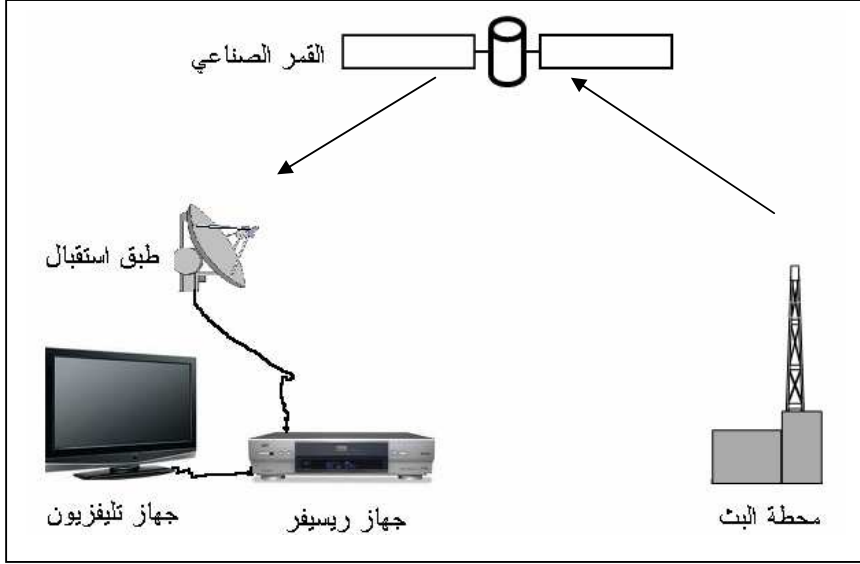 القمر الصناعي
طبق استقبال
جهاز تليفزيون
جهاز ريسيفر
محطة البث